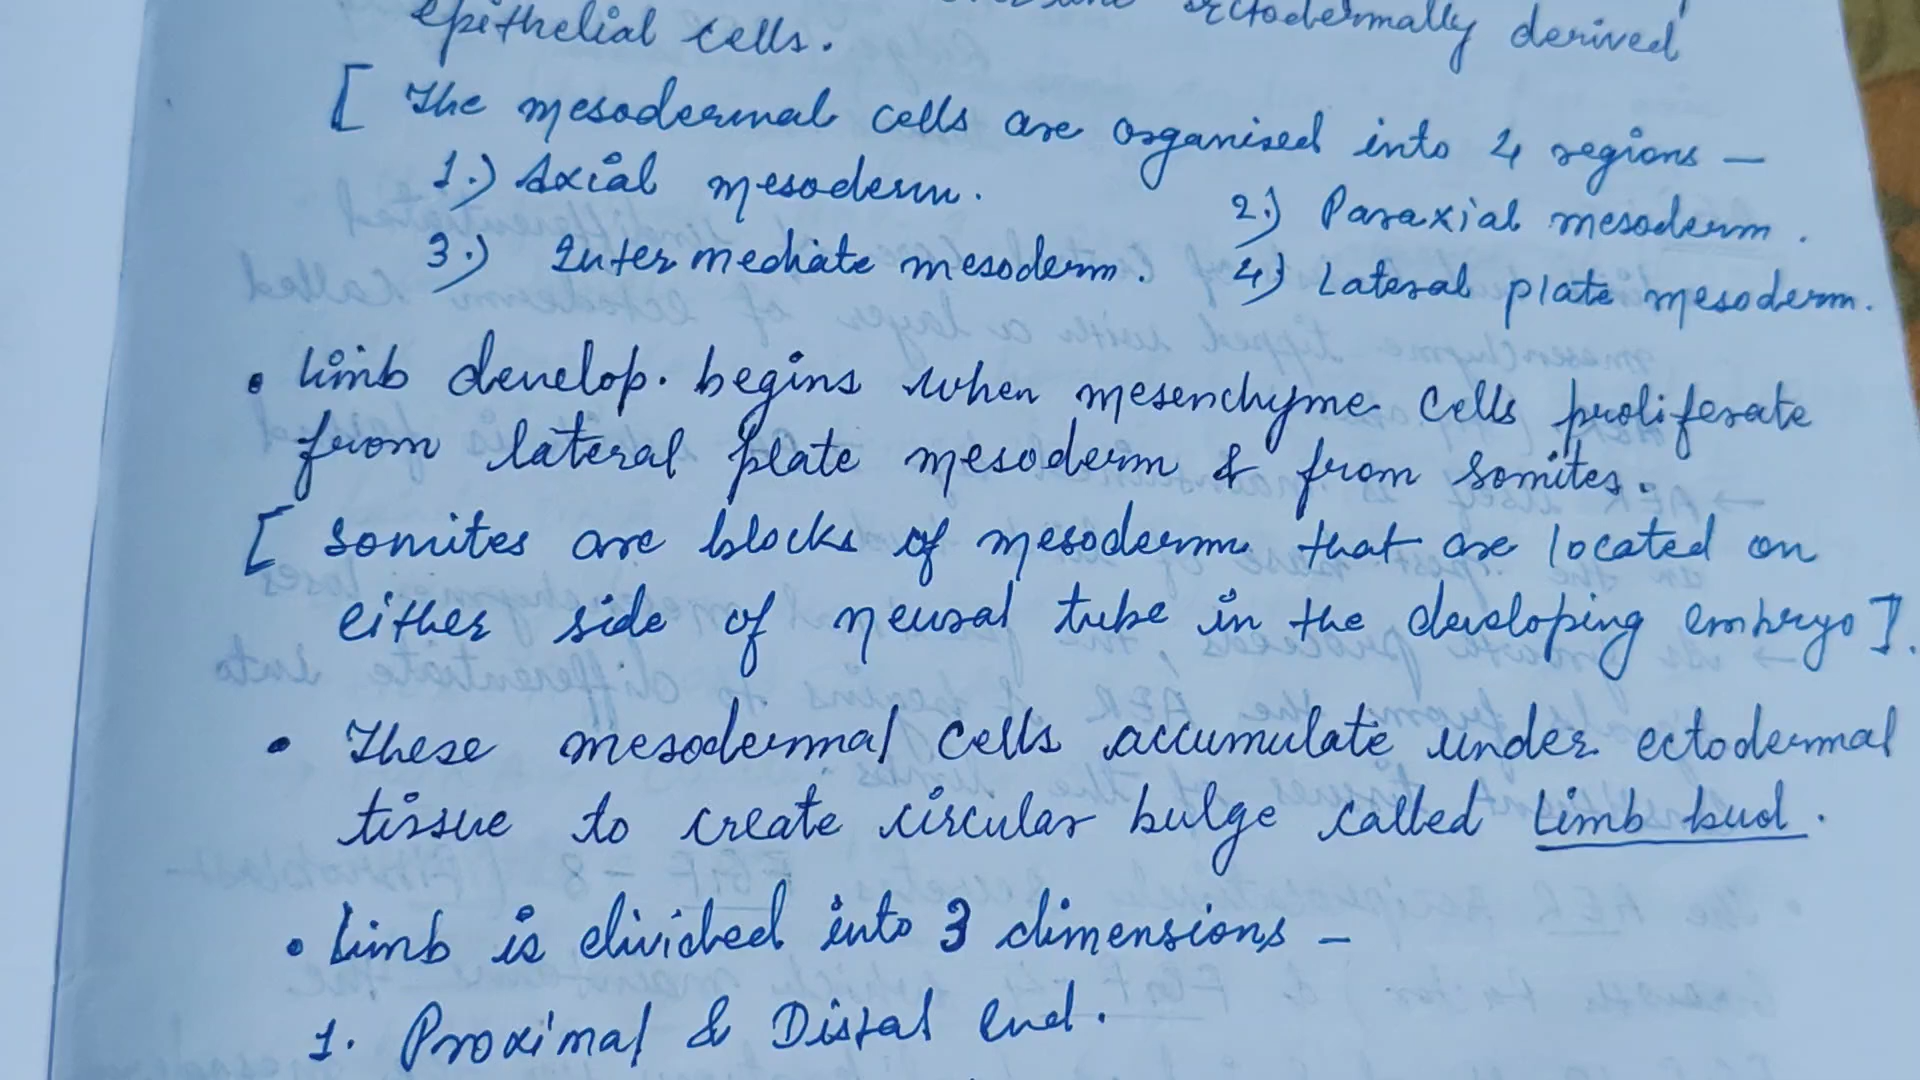 ectodermally derived
epithelial cells.
[ The mesodermal cells are organised into 4 regions —
1.) Axial mesoderm. 2.) Paraxial mesoderm.
3.) Intermediate mesoderm. 4) Lateral plate mesoderm.
• Limb develop. begins when mesenchyme cells proliferate
from lateral plate mesoderm & from somites.
[ Somites are blocks of mesoderm that are located on
either side of neural tube in the developing embryo ].
• These mesodermal cells accumulate under ectodermal
tissue to create circular bulge called Limb bud.
• Limb is divided into 3 dimensions –
1. Proximal & Distal end.